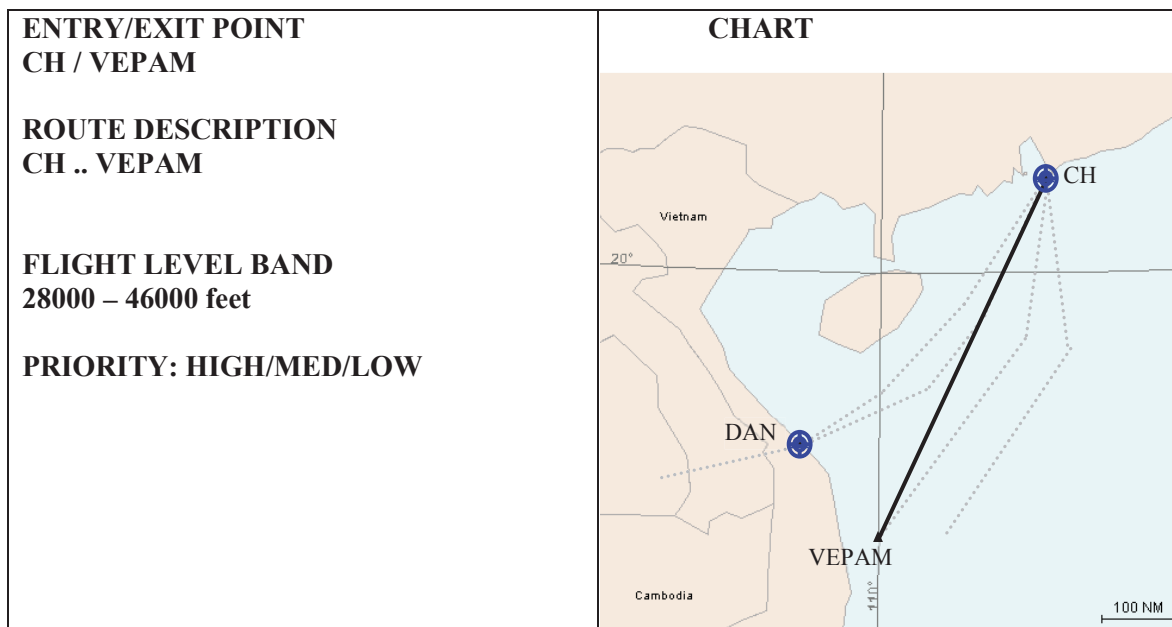 ENTRY/EXIT POINT
CH / VEPAM
ROUTE DESCRIPTION
CH .. VEPAM
FLIGHT LEVEL BAND
28000 – 46000 feet
PRIORITY: HIGH/MED/LOW
CHART
CH
Vietnam
20°
DAN
VEPAM
110°
Cambodia
100 NM